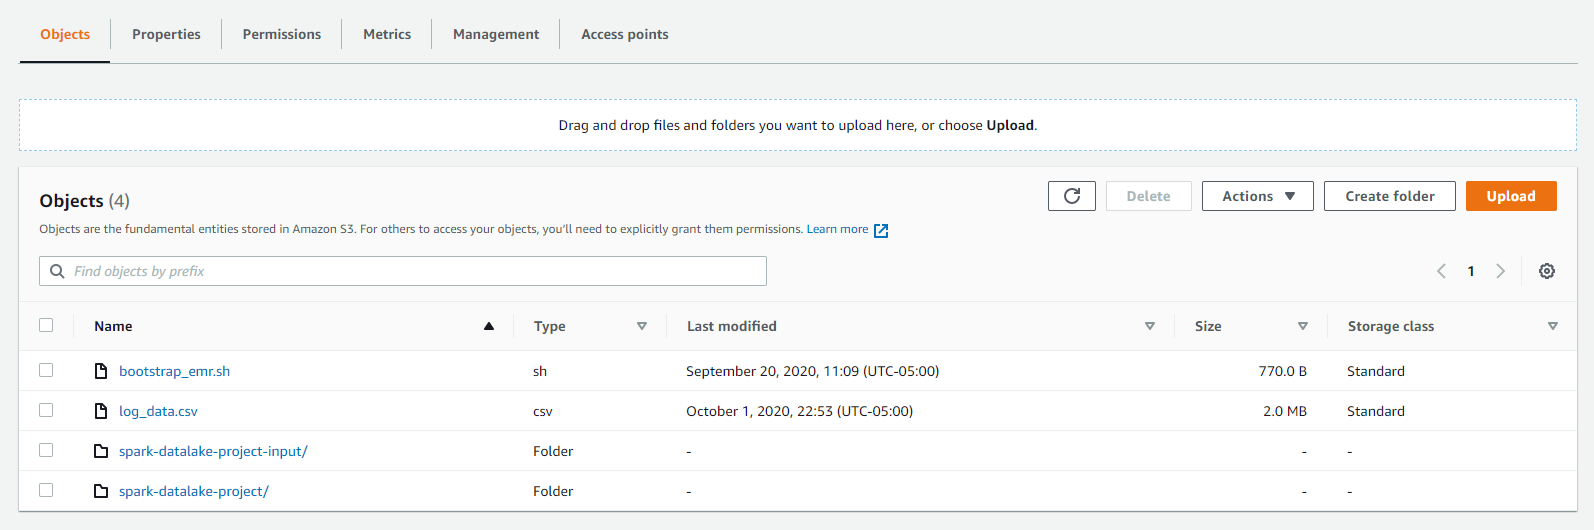 Objects Properties Permissions Metrics Management Access points
Drag and drop files and folders you want to upload here, or choose Upload.
Objects (4) Delete Actions Create folder Upload
Objects are the fundamental entities stored in Amazon S3. For others to access your objects, you'll need to explicitly grant them permissions. Learn more
Find objects by prefix 1
Name Type Last modified Size Storage class
bootstrap_emr.sh sh September 20, 2020, 11:09 (UTC-05:00) 770.0 B Standard
log_data.csv csv October 1, 2020, 22:53 (UTC-05:00) 2.0 MB Standard
spark-datalake-project-input/ Folder - - -
spark-datalake-project/ Folder - - -